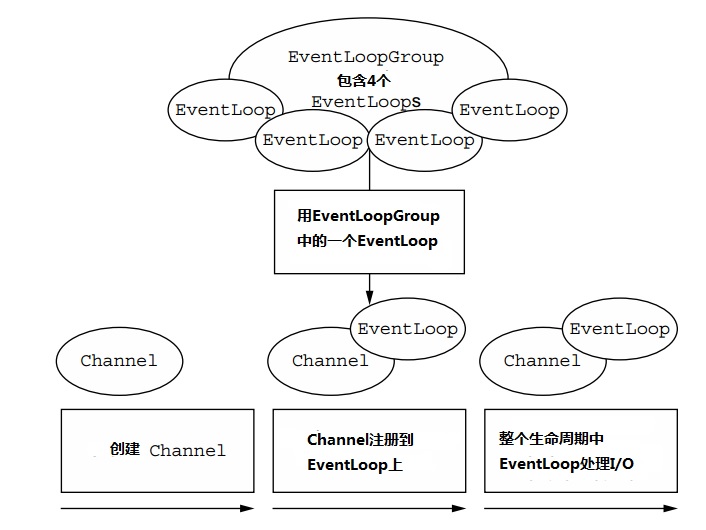 EventLoopGroup
包含4个
EventLoops
EventLoop
EventLoop
EventLoop
EventLoop
用EventLoopGroup
中的一个EventLoop
EventLoop
EventLoop
Channel
Channel
Channel
创建 Channel
Channel注册到
EventLoop上
整个生命周期中
EventLoop处理I/O